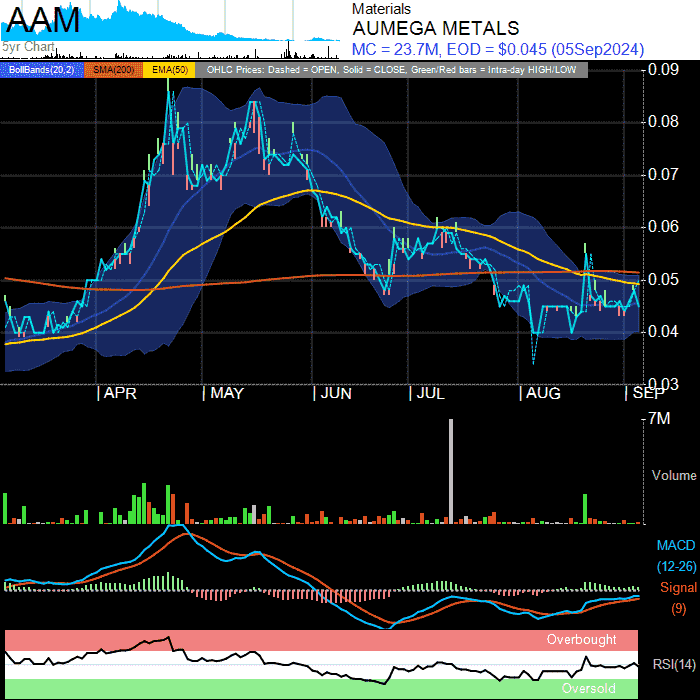 AAM
5yr Chart
Materials
AUMEGA METALS
MC = 23.7M, EOD = $0.045 (05Sep2024)
BollBands(20,2) SMA(200) EMA(50) OHLC Prices: Dashed = OPEN, Solid = CLOSE, Green/Red bars = Intra-day HIGH/LOW
0.09
0.08
0.07
0.06
0.05
0.04
0.03
APR MAY JUN JUL AUG SEP
7M
Volume
MACD
(12-26)
Signal
(9)
Overbought
RSI(14)
Oversold